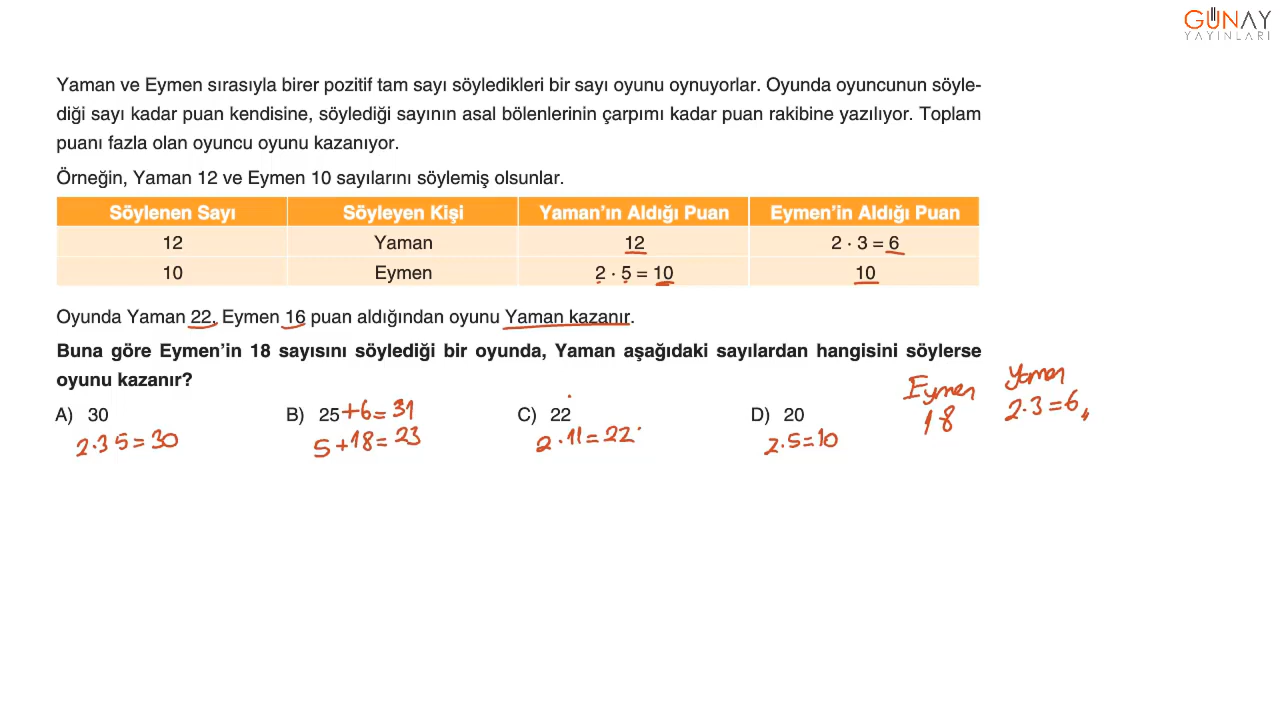 GÜNAY
YAYINLARI
Yaman ve Eymen sırasıyla birer pozitif tam sayı söyledikleri bir sayı oyunu oynuyorlar. Oyunda oyuncunun söyle-
diği sayı kadar puan kendisine, söylediği sayının asal bölenlerinin çarpımı kadar puan rakibine yazılıyor. Toplam
puanı fazla olan oyuncu oyunu kazanıyor.
Örneğin, Yaman 12 ve Eymen 10 sayılarını söylemiş olsunlar.
Söylenen Sayı Söyleyen Kişi Yaman'ın Aldığı Puan Eymen'in Aldığı Puan
12 Yaman 12 2 · 3 = 6
10 Eymen 2 · 5 = 10 10
Oyunda Yaman 22, Eymen 16 puan aldığından oyunu Yaman kazanır.
Buna göre Eymen'in 18 sayısını söylediği bir oyunda, Yaman aşağıdaki sayılardan hangisini söylerse
oyunu kazanır?
Eymen Yaman
18 2·3=6
A) 30 B) 25 +6= 31 C) 22 D) 20
2·3 5 = 30 5 +18= 23 2·11=22 2·5=10